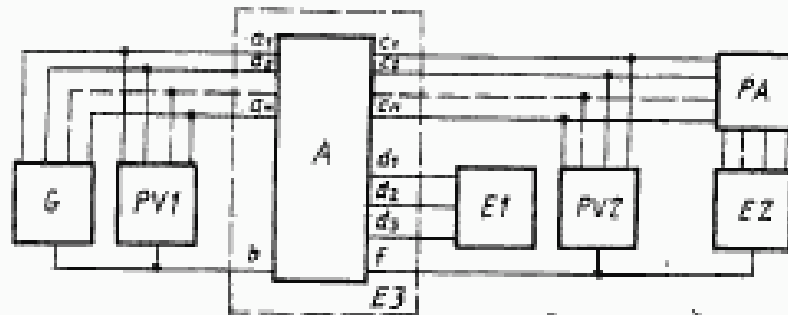 a₁ c₁
a₂ c₂
aₙ cₙ
PA
A
d₁
G PV1 d₂ E1 PV2 E2
d₃
b f
E3